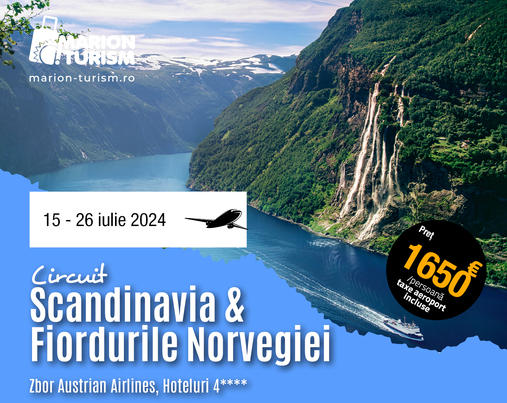 MARION
TURISM
marion-turism.ro
15 - 26 iulie 2024
Preț
1650€
/persoană
taxe aeroport
incluse
Circuit
Scandinavia &
Fiordurile Norvegiei
Zbor Austrian Airlines, Hoteluri 4****